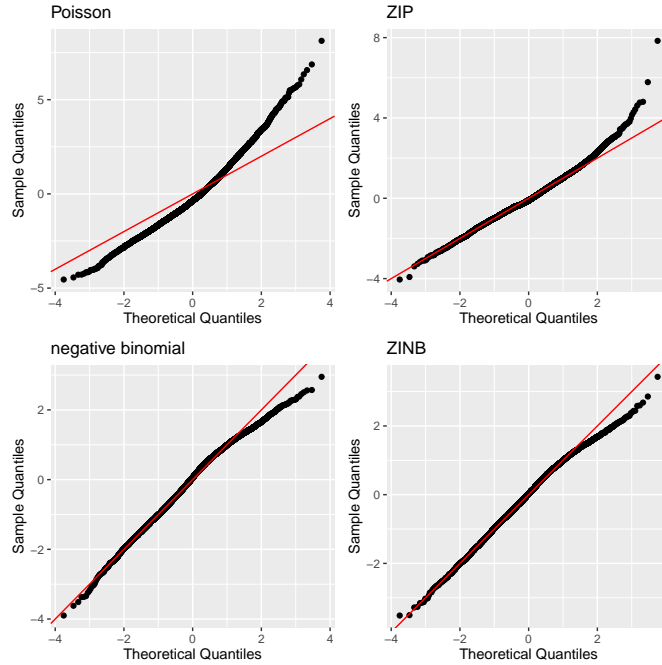 Poisson
5
0
−5
Sample Quantiles
−4 −2 0 2 4
Theoretical Quantiles
ZIP
8
4
0
−4
Sample Quantiles
−4 −2 0 2
Theoretical Quantiles
negative binomial
2
0
−2
−4
Sample Quantiles
−4 −2 0 2 4
Theoretical Quantiles
ZINB
2
0
−2
Sample Quantiles
−4 −2 0 2
Theoretical Quantiles